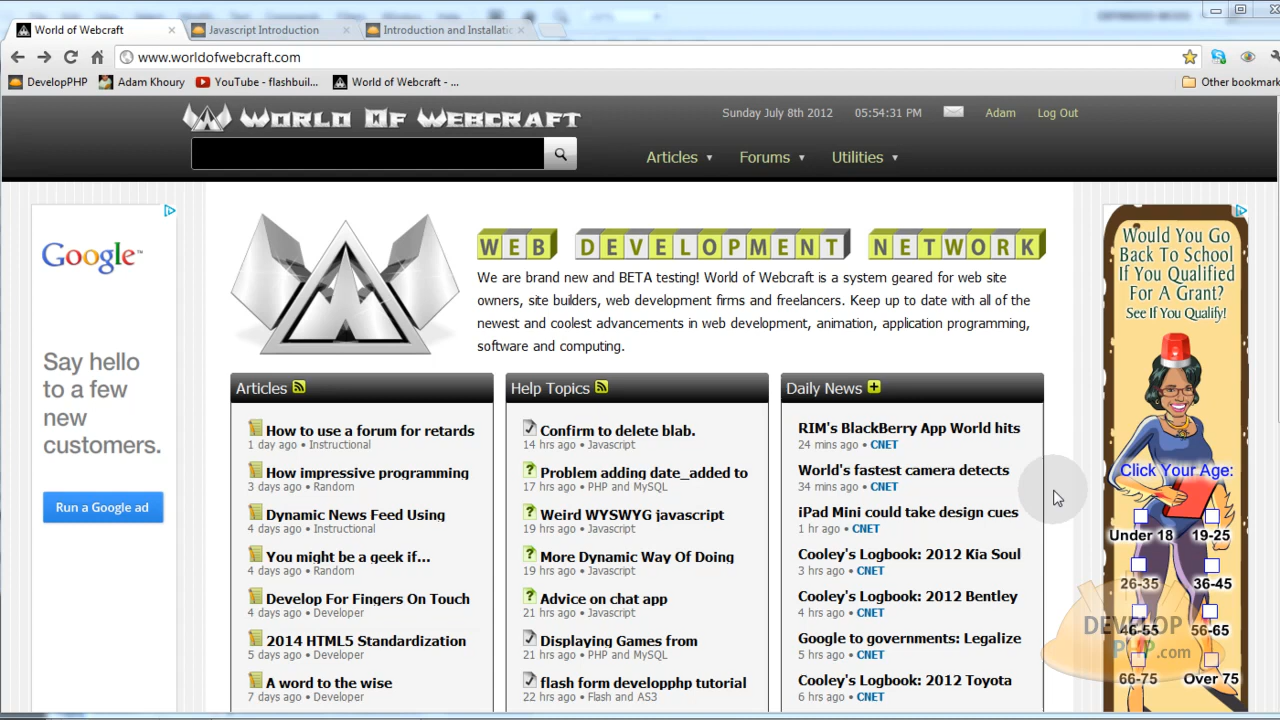 World of Webcraft
Javascript Introduction
Introduction and Installatio
www.worldofwebcraft.com
DevelopPHP
Adam Khoury
YouTube - flashbuil...
World of Webcraft - ...
Other bookmar
WORLD OF WEBCRAFT
Sunday July 8th 2012
05:54:31 PM
Adam
Log Out
Articles
Forums
Utilities
Google™
Say hello
to a few
new
customers.
Run a Google ad
WEB DEVELOPMENT NETWORK
We are brand new and BETA testing! World of Webcraft is a system geared for web site
owners, site builders, web development firms and freelancers. Keep up to date with all of the
newest and coolest advancements in web development, animation, application programming,
software and computing.
Articles
How to use a forum for retards
1 day ago • Instructional
How impressive programming
3 days ago • Random
Dynamic News Feed Using
4 days ago • Instructional
You might be a geek if...
4 days ago • Random
Develop For Fingers On Touch
4 days ago • Developer
2014 HTML5 Standardization
5 days ago • Developer
A word to the wise
7 days ago • Developer
Help Topics
Confirm to delete blab.
14 hrs ago • Javascript
Problem adding date_added to
17 hrs ago • PHP and MySQL
Weird WYSWYG javascript
19 hrs ago • Javascript
More Dynamic Way Of Doing
19 hrs ago • Javascript
Advice on chat app
21 hrs ago • Javascript
Displaying Games from
21 hrs ago • PHP and MySQL
flash form developphp tutorial
22 hrs ago • Flash and AS3
Daily News
RIM's BlackBerry App World hits
24 mins ago • CNET
World's fastest camera detects
34 mins ago • CNET
iPad Mini could take design cues
1 hr ago • CNET
Cooley's Logbook: 2012 Kia Soul
3 hrs ago • CNET
Cooley's Logbook: 2012 Bentley
4 hrs ago • CNET
Google to governments: Legalize
5 hrs ago • CNET
Cooley's Logbook: 2012 Toyota
6 hrs ago • CNET
Would You Go
Back To School
If You Qualified
For A Grant?
See If You Qualify!
Click Your Age:
Under 18
19-25
26-35
36-45
46-55
56-65
66-75
Over 75
DEVELOP
PHP.com